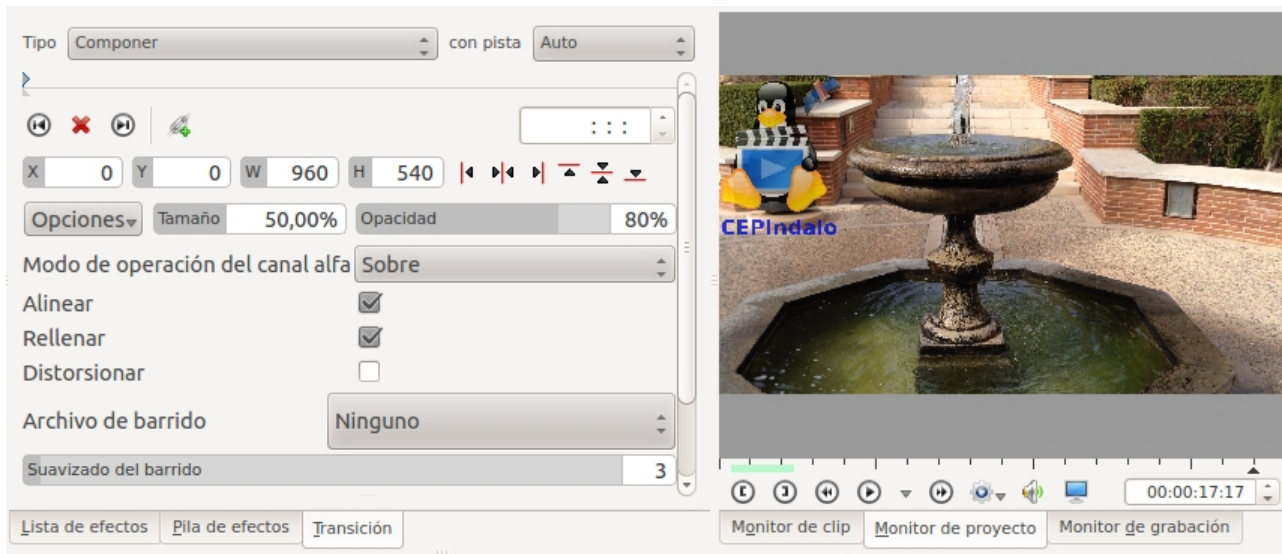 Tipo Componer con pista Auto
: : :
X 0 Y 0 W 960 H 540
Opciones Tamaño 50,00% Opacidad 80%
Modo de operación del canal alfa Sobre
Alinear
Rellenar
Distorsionar
Archivo de barrido Ninguno
Suavizado del barrido 3
Lista de efectos Pila de efectos Transición
CEPIndalo
00:00:17:17
Monitor de clip Monitor de proyecto Monitor de grabación